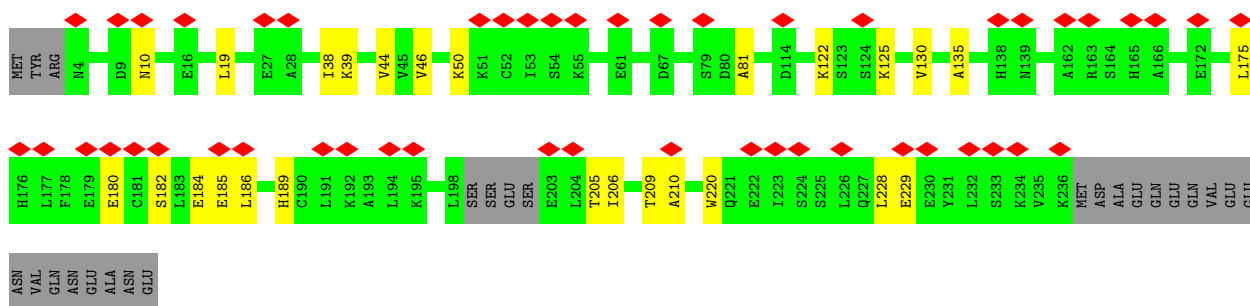 MET TYR ARG N4 D9 N10 E16 L19 E27 A28 I38 K39 V44 V45 V46 K50 K51 C52 I53 S54 K55 E61 D67 S79 D80 A81 D114 K122 S123 S124 K125 V130 A135 H138 N139 A162 R163 S164 H165 A166 E172 L175
H176 L177 F178 E179 E180 C181 S182 L183 E184 E185 L186 H189 C190 L191 K192 A193 L194 K195 L198 SER SER GLU SER E203 L204 T205 I206 T209 A210 W220 Q221 E222 I223 S224 S225 L226 Q227 L228 E229 E230 Y231 L232 S233 K234 V235 K236 MET ASP ALA GLU GLN GLU GLN VAL GLU GLU
ASN VAL GLN ASN GLU ALA ASN GLU